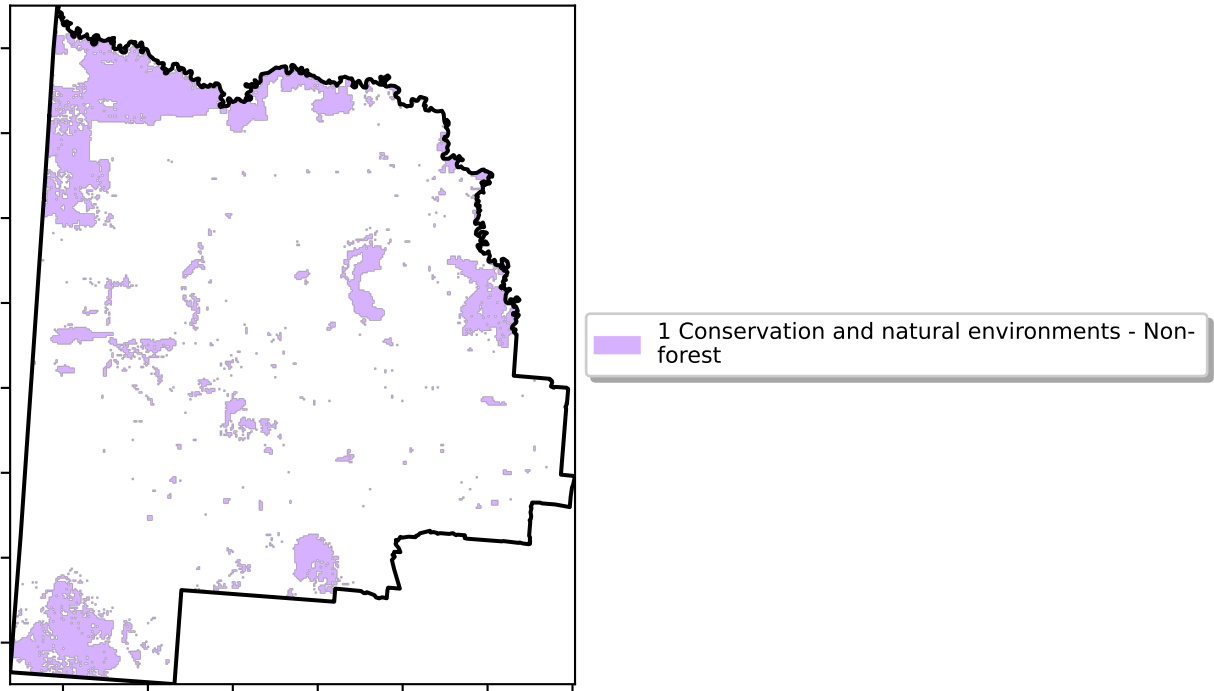 1 Conservation and natural environments - Non-
forest